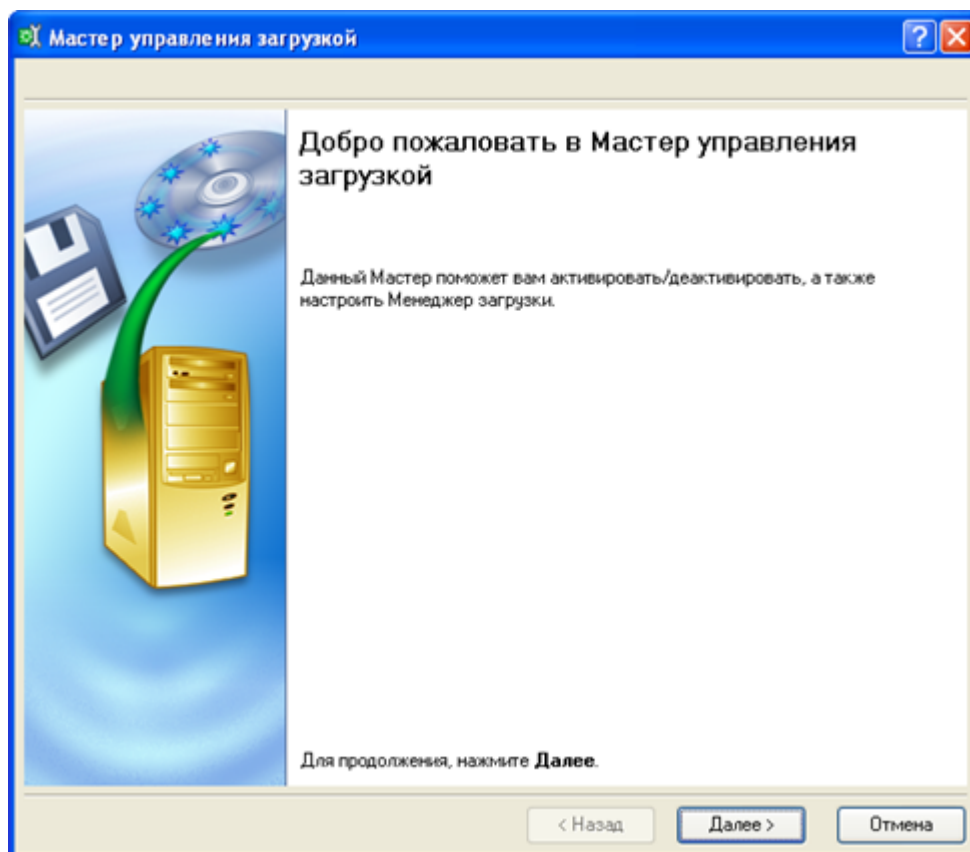 Мастер управления загрузкой
Добро пожаловать в Мастер управления
загрузкой
Данный Мастер поможет вам активировать/деактивировать, а также
настроить Менеджер загрузки.
Для продолжения, нажмите Далее.
< Назад
Далее >
Отмена